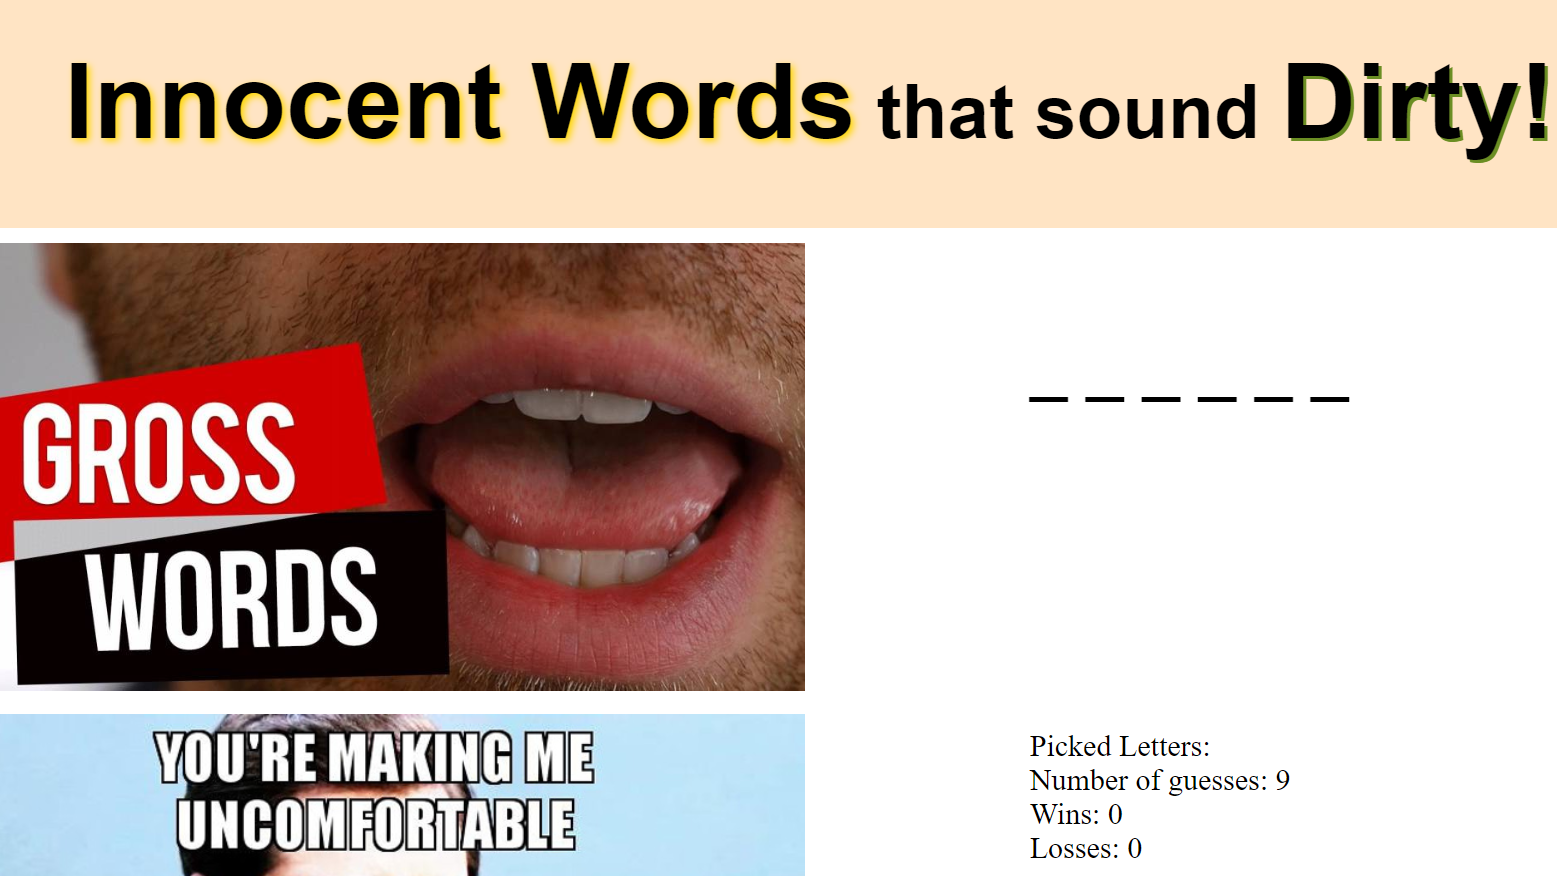 Innocent Words that sound Dirty!
GROSS
WORDS
_ _ _ _ _ _
YOU'RE MAKING ME
UNCOMFORTABLE
Picked Letters:
Number of guesses: 9
Wins: 0
Losses: 0